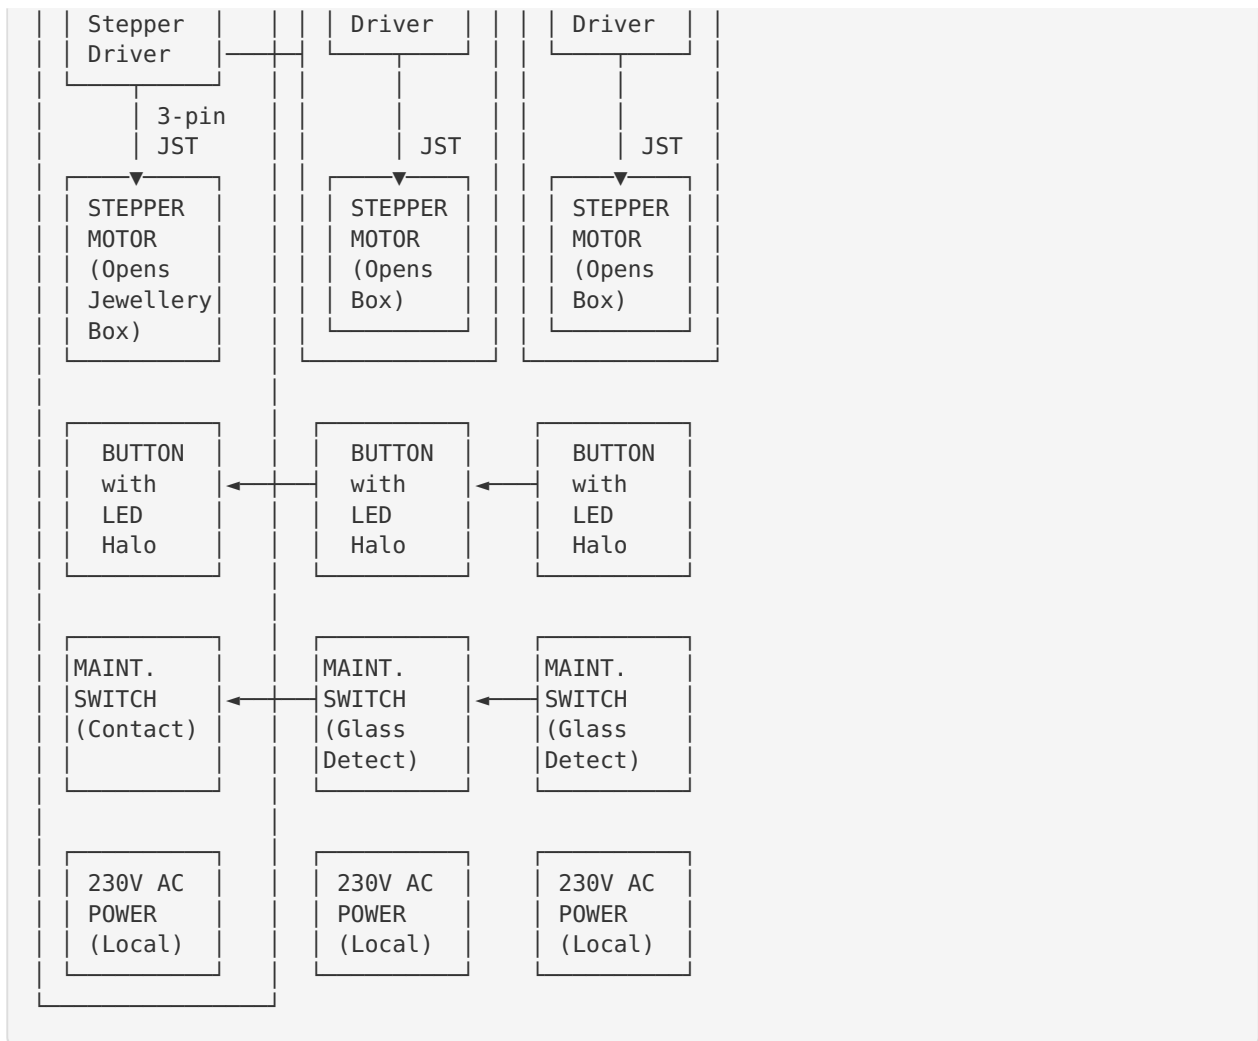 Stepper Driver Driver
Driver
3-pin
JST JST JST
STEPPER STEPPER STEPPER
MOTOR MOTOR MOTOR
(Opens (Opens (Opens
Jewellery Box) Box)
Box)
BUTTON BUTTON BUTTON
with with with
LED LED LED
Halo Halo Halo
MAINT. MAINT. MAINT.
SWITCH SWITCH SWITCH
(Contact) (Glass (Glass
Detect) Detect)
230V AC 230V AC 230V AC
POWER POWER POWER
(Local) (Local) (Local)